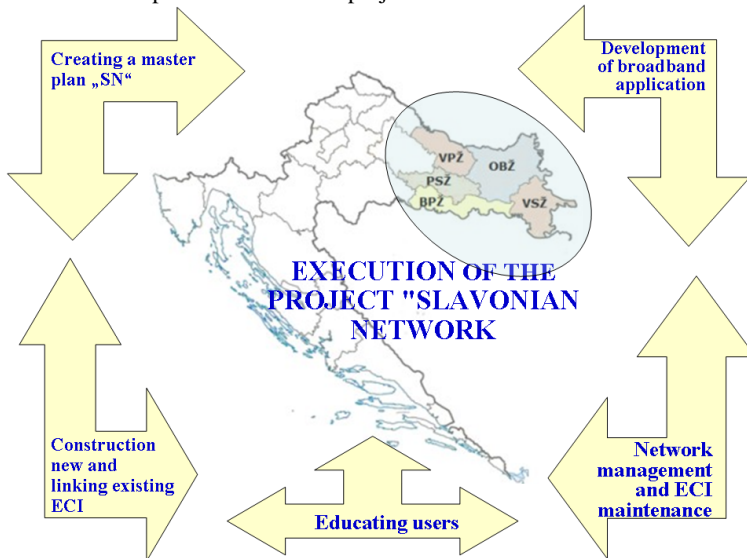 Creating a master
plan „SN“
Development
of broadband
application
VPŽ
OBŽ
PSŽ
BPŽ
VSŽ
EXECUTION OF THE
PROJECT "SLAVONIAN
NETWORK
Construction
new and
linking existing
ECI
Educating users
Network
management
and ECI
maintenance